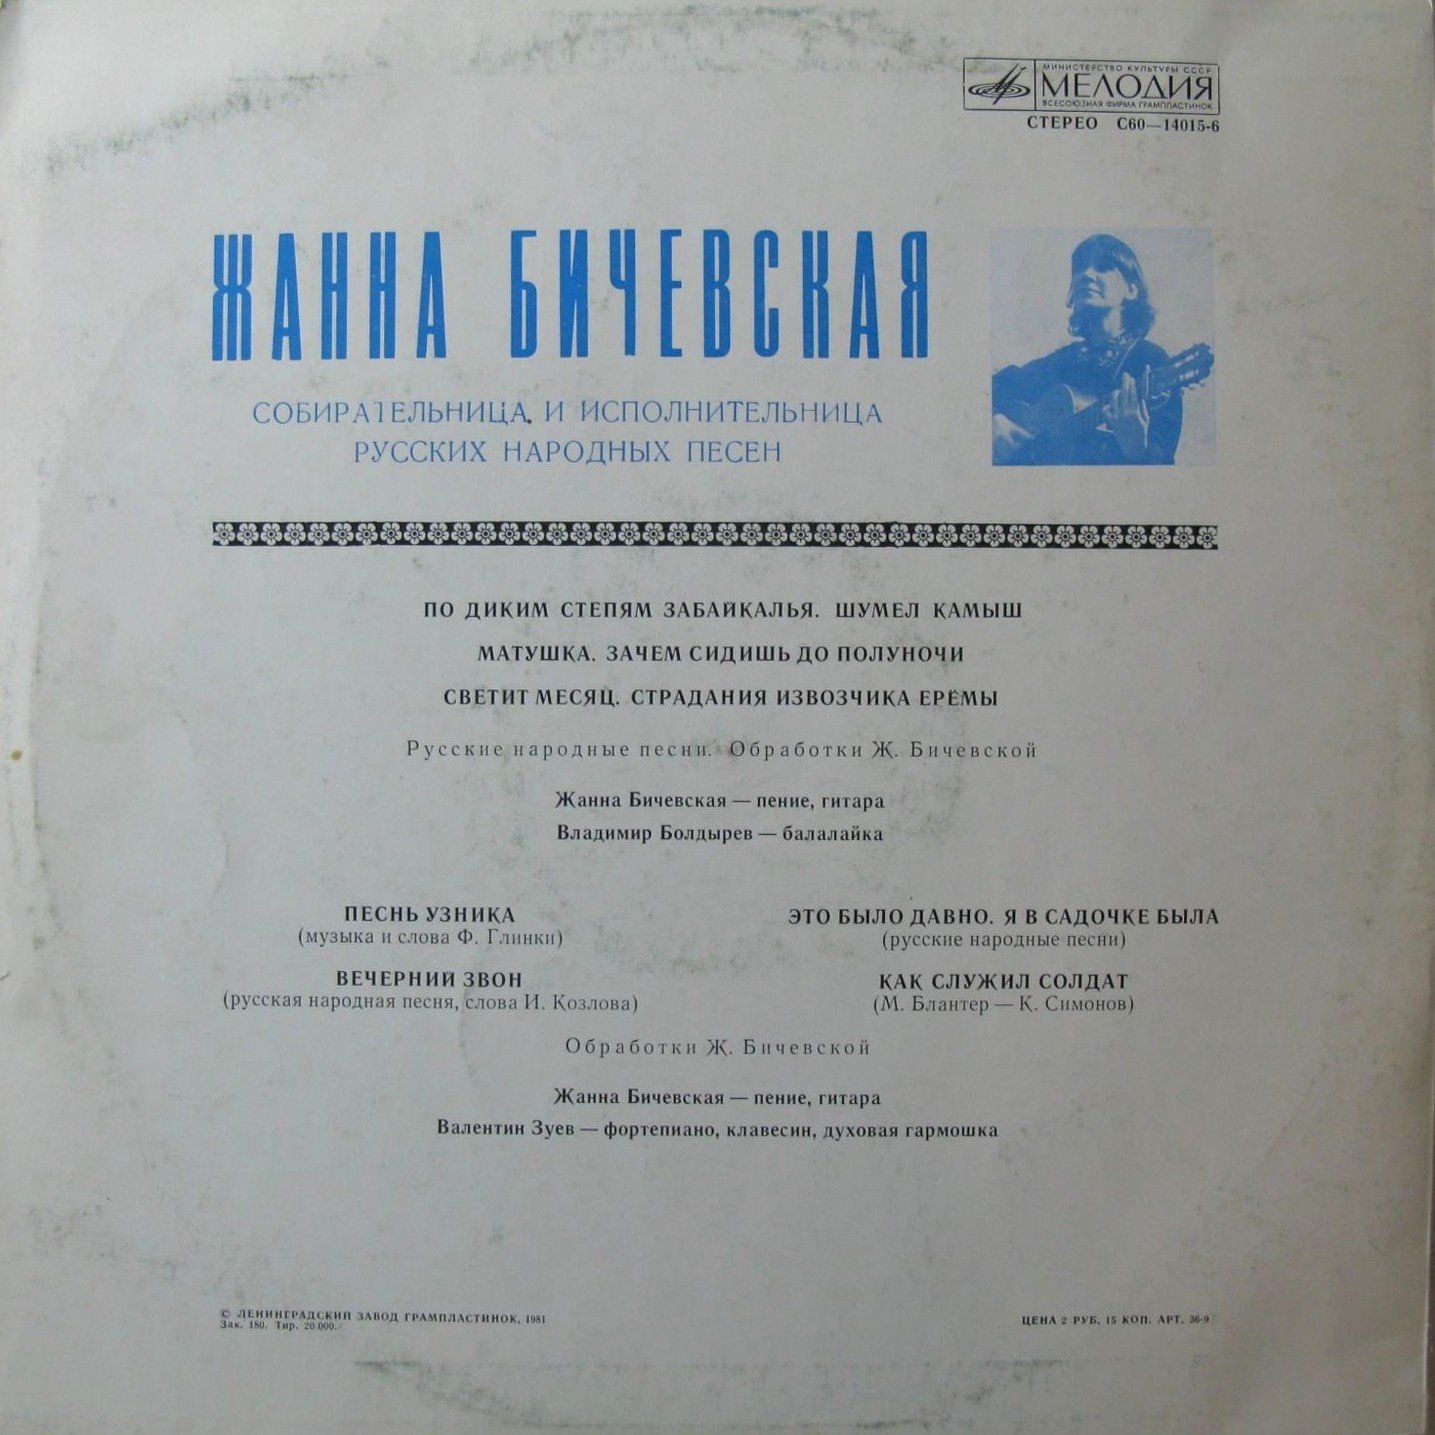 МИНИСТЕРСТВО КУЛЬТУРЫ СССР
МЕЛОДИЯ
ВСЕСОЮЗНАЯ ФИРМА ГРАМПЛАСТИНОК
СТЕРЕО С60—14015-6
ЖАННА БИЧЕВСКАЯ
СОБИРАТЕЛЬНИЦА И ИСПОЛНИТЕЛЬНИЦА
РУССКИХ НАРОДНЫХ ПЕСЕН
ПО ДИКИМ СТЕПЯМ ЗАБАЙКАЛЬЯ. ШУМЕЛ КАМЫШ
МАТУШКА. ЗАЧЕМ СИДИШЬ ДО ПОЛУНОЧИ
СВЕТИТ МЕСЯЦ. СТРАДАНИЯ ИЗВОЗЧИКА ЕРЁМЫ
Русские народные песни. Обработки Ж. Бичевской
Жанна Бичевская — пение, гитара
Владимир Болдырев — балалайка
ПЕСНЬ УЗНИКА
(музыка и слова Ф. Глинки)
ВЕЧЕРНИЙ ЗВОН
(русская народная песня, слова И. Козлова)
ЭТО БЫЛО ДАВНО. Я В САДОЧКЕ БЫЛА
(русские народные песни)
КАК СЛУЖИЛ СОЛДАТ
(М. Блантер — К. Симонов)
Обработки Ж. Бичевской
Жанна Бичевская — пение, гитара
Валентин Зуев — фортепиано, клавесин, духовая гармошка
© ЛЕНИНГРАДСКИЙ ЗАВОД ГРАМПЛАСТИНОК, 1981
Зак. 180. Тир. 20 000.
ЦЕНА 2 РУБ. 15 КОП. АРТ. 36-9